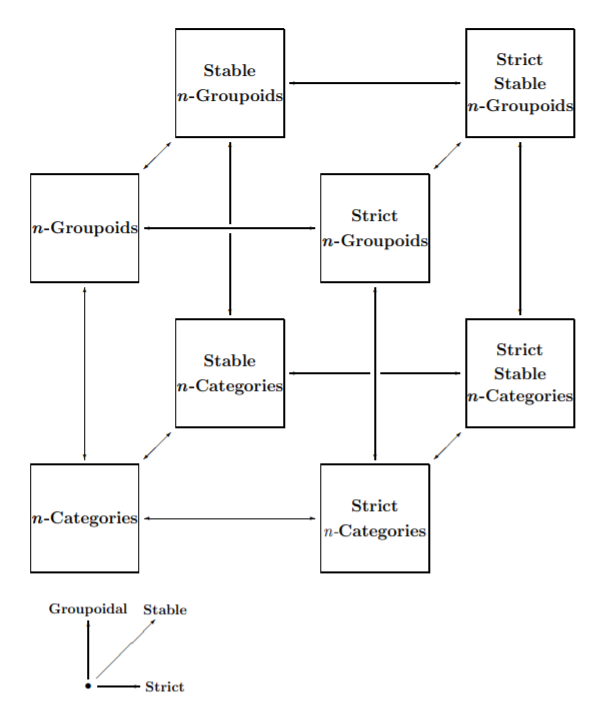 Stable
n-Groupoids
Strict
Stable
n-Groupoids
n-Groupoids
Strict
n-Groupoids
Stable
n-Categories
Strict
Stable
n-Categories
n-Categories
Strict
n-Categories
Groupoidal Stable
Strict